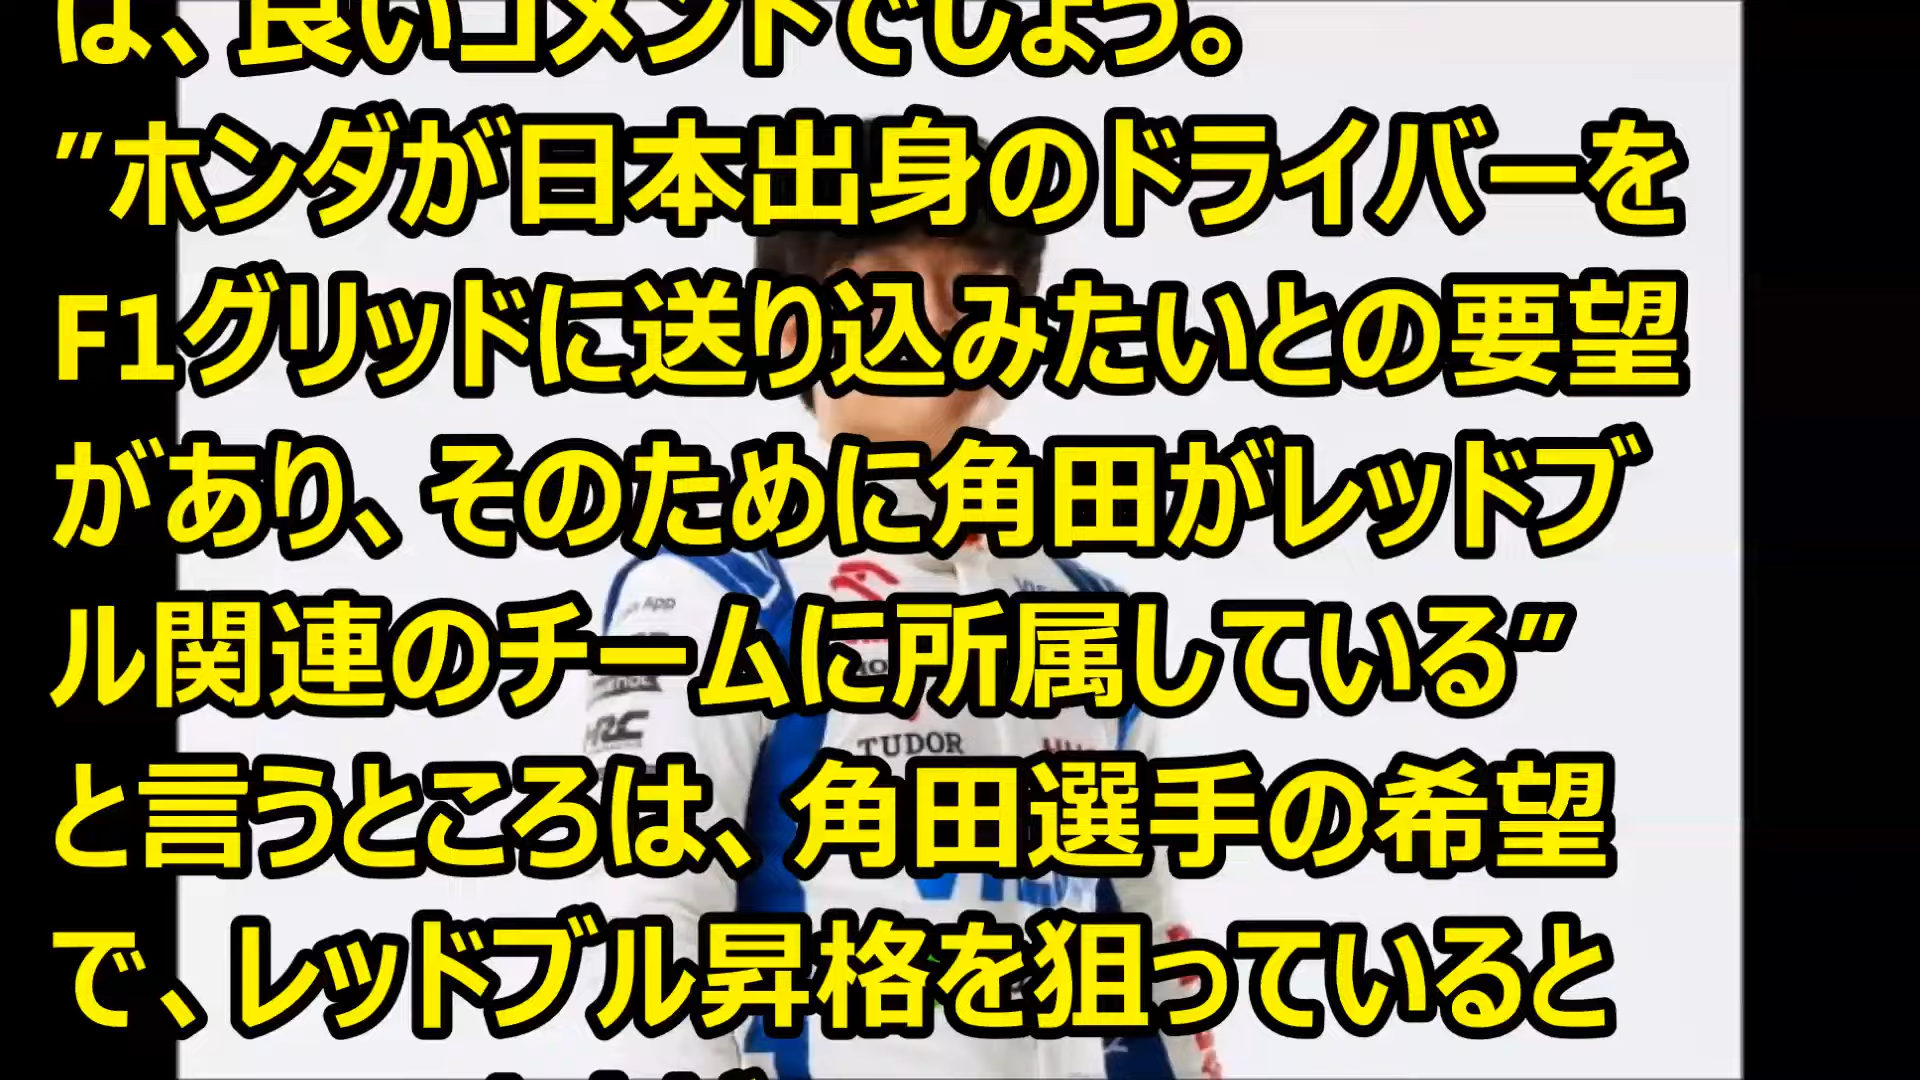 は、良いコメントでしょう。
”ホンダが日本出身のドライバーを
F1グリッドに送り込みたいとの要望
があり、そのために角田がレッドブ
ル関連のチームに所属している”
と言うところは、角田選手の希望
で、レッドブル昇格を狙っていると
App
HRC
TUDOR